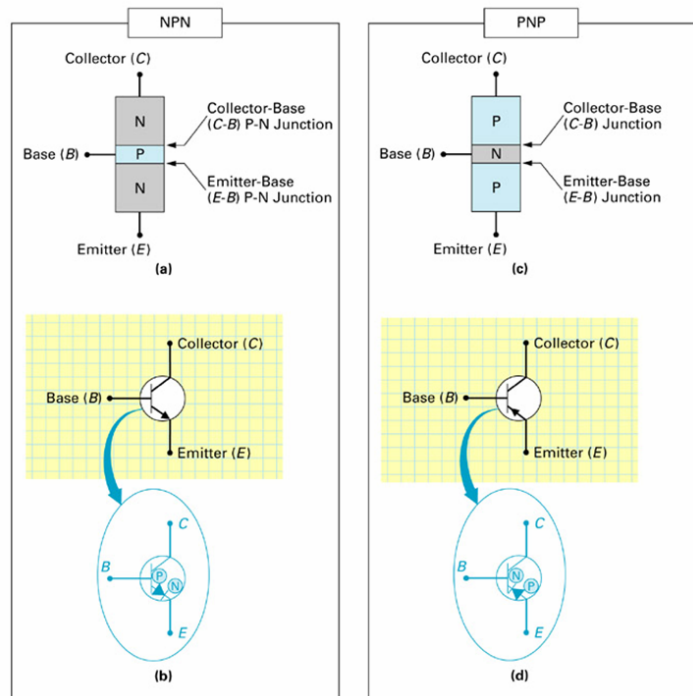 NPN
Collector (C)
N
Collector-Base
(C-B) P-N Junction
Base (B)
P
Emitter-Base
(E-B) P-N Junction
N
Emitter (E)
(a)
Collector (C)
Base (B)
Emitter (E)
C
B
P
N
E
(b)
PNP
Collector (C)
P
Collector-Base
(C-B) Junction
Base (B)
N
Emitter-Base
(E-B) Junction
P
Emitter (E)
(c)
Collector (C)
Base (B)
Emitter (E)
C
B
N
P
E
(d)